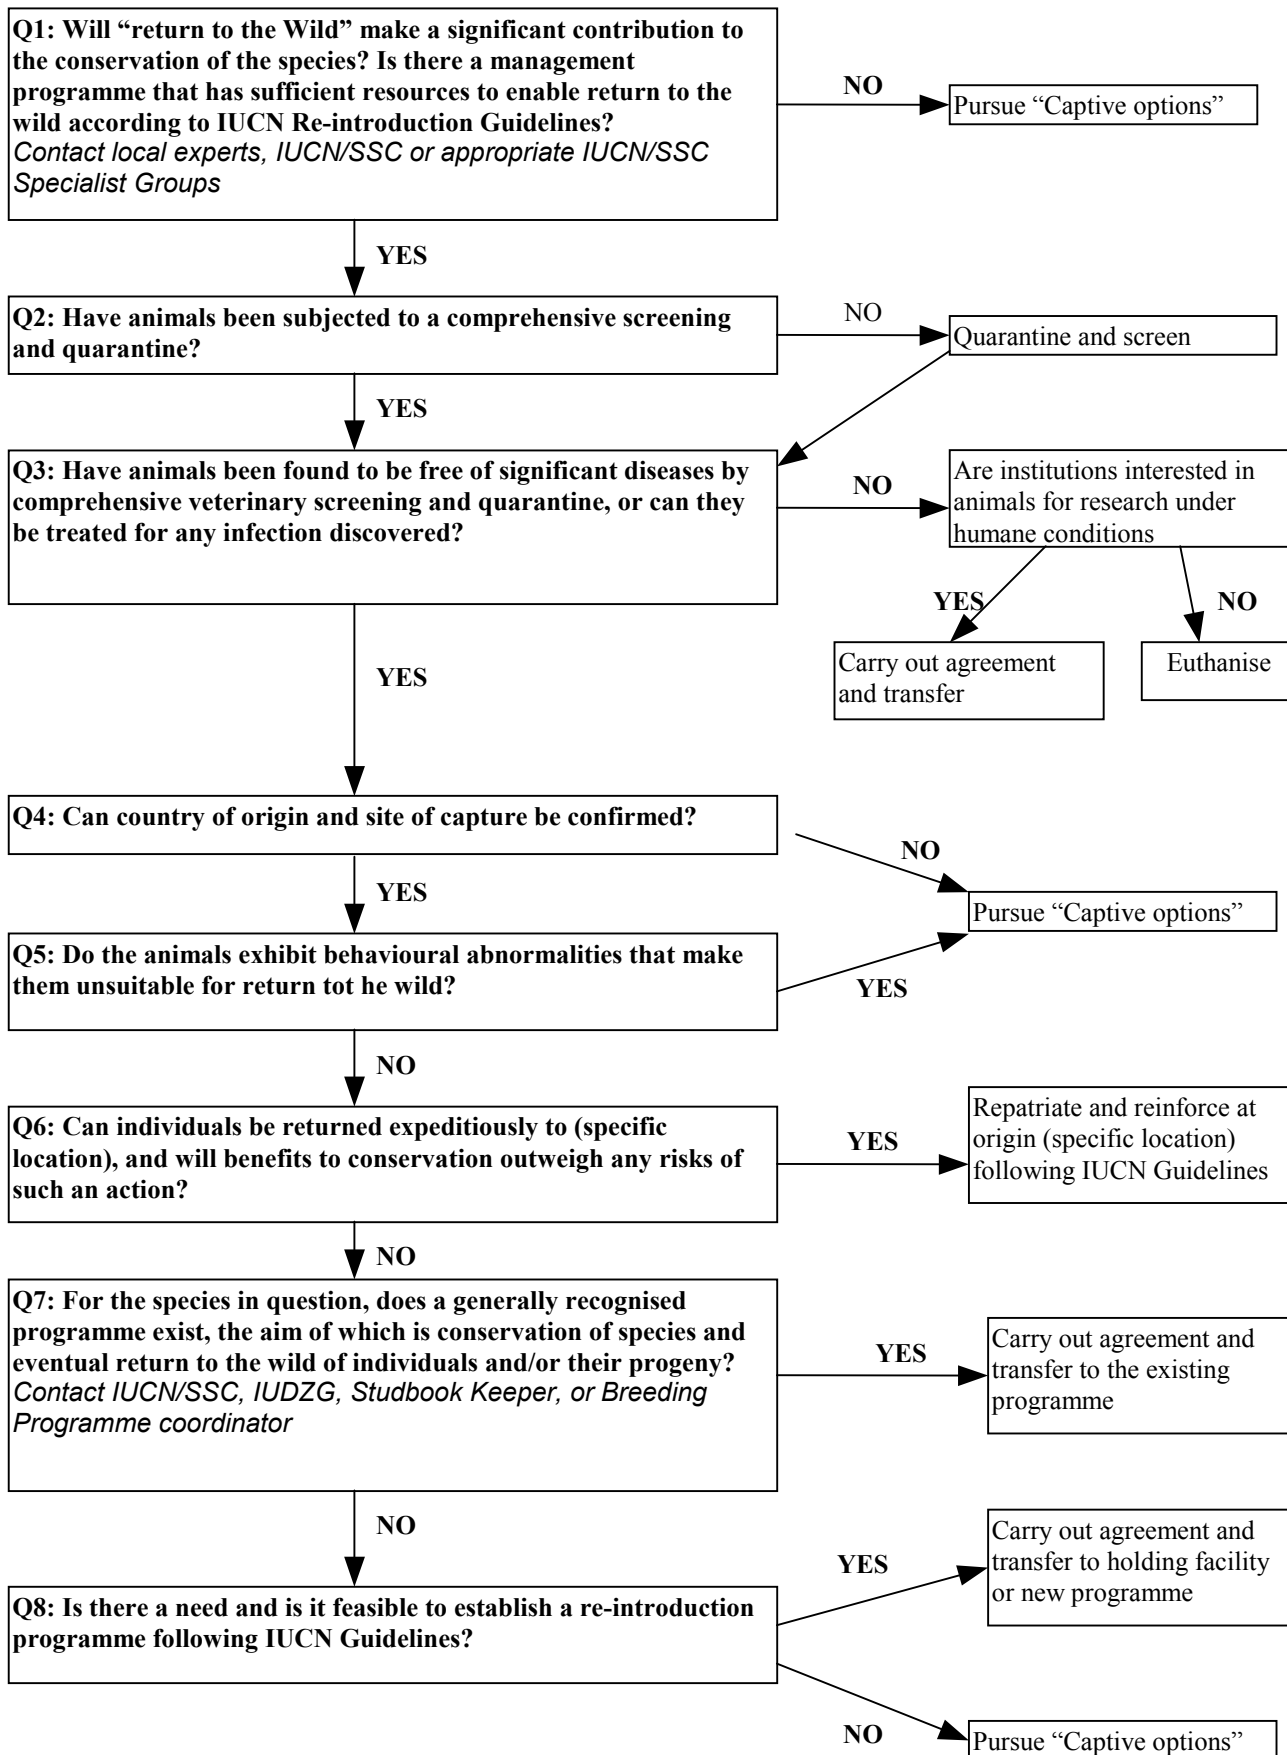 Q1: Will “return to the Wild” make a significant contribution to
the conservation of the species? Is there a management
programme that has sufficient resources to enable return to the
wild according to IUCN Re-introduction Guidelines?
Contact local experts, IUCN/SSC or appropriate IUCN/SSC
Specialist Groups
NO
Pursue “Captive options”
YES
Q2: Have animals been subjected to a comprehensive screening
and quarantine?
NO
Quarantine and screen
YES
Q3: Have animals been found to be free of significant diseases by
comprehensive veterinary screening and quarantine, or can they
be treated for any infection discovered?
NO
Are institutions interested in
animals for research under
humane conditions
YES
NO
Carry out agreement
and transfer
Euthanise
YES
Q4: Can country of origin and site of capture be confirmed?
NO
YES
Pursue “Captive options”
Q5: Do the animals exhibit behavioural abnormalities that make
them unsuitable for return tot he wild?
YES
NO
Q6: Can individuals be returned expeditiously to (specific
location), and will benefits to conservation outweigh any risks of
such an action?
YES
Repatriate and reinforce at
origin (specific location)
following IUCN Guidelines
NO
Q7: For the species in question, does a generally recognised
programme exist, the aim of which is conservation of species and
eventual return to the wild of individuals and/or their progeny?
Contact IUCN/SSC, IUDZG, Studbook Keeper, or Breeding
Programme coordinator
YES
Carry out agreement and
transfer to the existing
programme
NO
Q8: Is there a need and is it feasible to establish a re-introduction
programme following IUCN Guidelines?
YES
Carry out agreement and
transfer to holding facility
or new programme
NO
Pursue “Captive options”